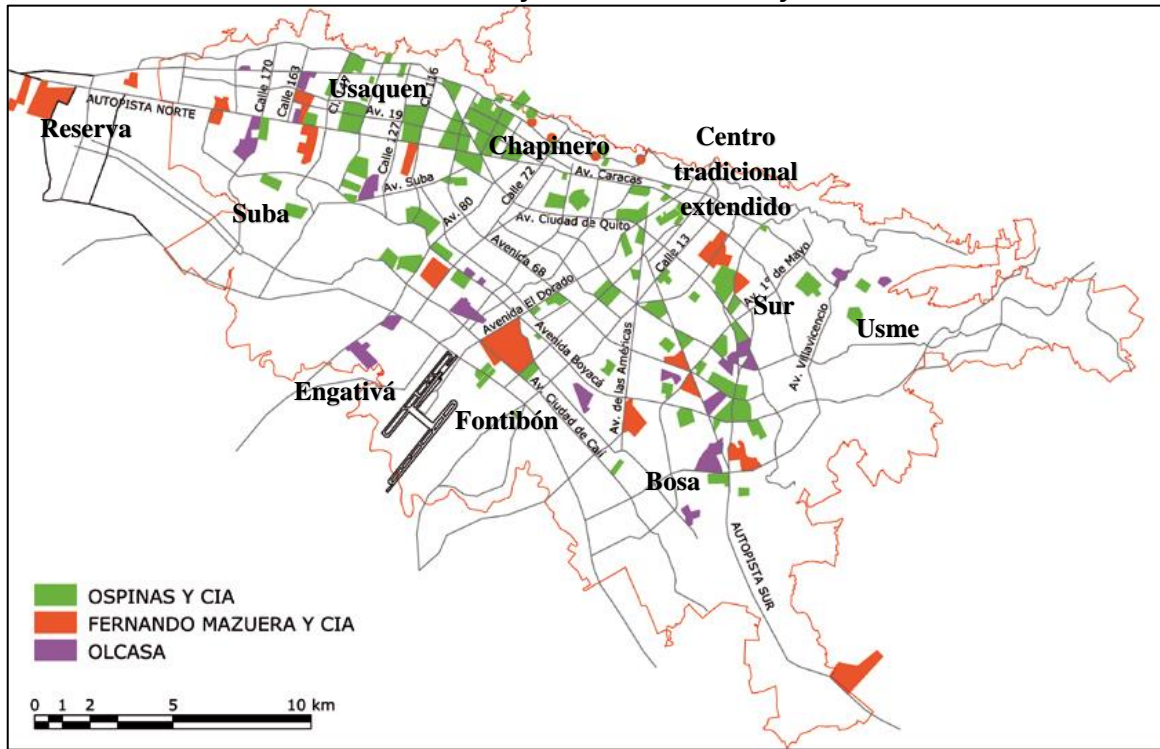 Calle 170
Calle 163
Usaquen
Cl. 116
AUTOPISTA NORTE
Av. 19
Reserva
Calle 127
Chapinero
Centro
tradicional
extendido
Av. Caracas
Av. Suba
Calle 72
Suba
Av. 80
Av. Ciudad de Quito
Avenida 68
Calle 13
Av. 1º de Mayo
Avenida El Dorado
Sur
Usme
Av. Villavicencio
Avenida Boyacá
Av. de las Américas
Engativá
Av. Ciudad de Cali
Fontibón
Bosa
AUTOPISTA SUR
OSPINAS Y CIA
FERNANDO MAZUERA Y CIA
OLCASA
0 1 2 5 10 km